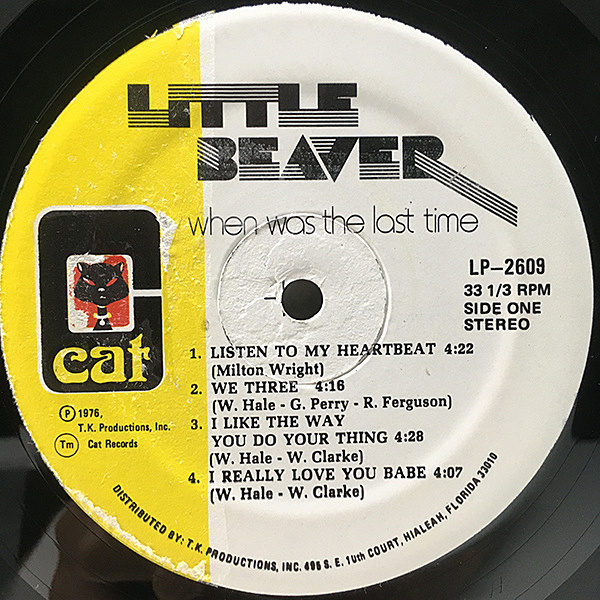 LITTLE
BEAVER
when was the last time
LP-2609
33 1/3 RPM
SIDE ONE
STEREO
cat
1. LISTEN TO MY HEARTBEAT 4:22
(Milton Wright)
2. WE THREE 4:16
(W. Hale - G. Perry - R. Ferguson)
3. I LIKE THE WAY
YOU DO YOUR THING 4:28
(W. Hale - W. Clarke)
4. I REALLY LOVE YOU BABE 4:07
(W. Hale - W. Clarke)
Ⓟ 1976,
T.K. Productions, Inc.
Tm Cat Records
DISTRIBUTED BY: T.K. PRODUCTIONS, INC. 495 S. E. 10th COURT, HIALEAH, FLORIDA 33010